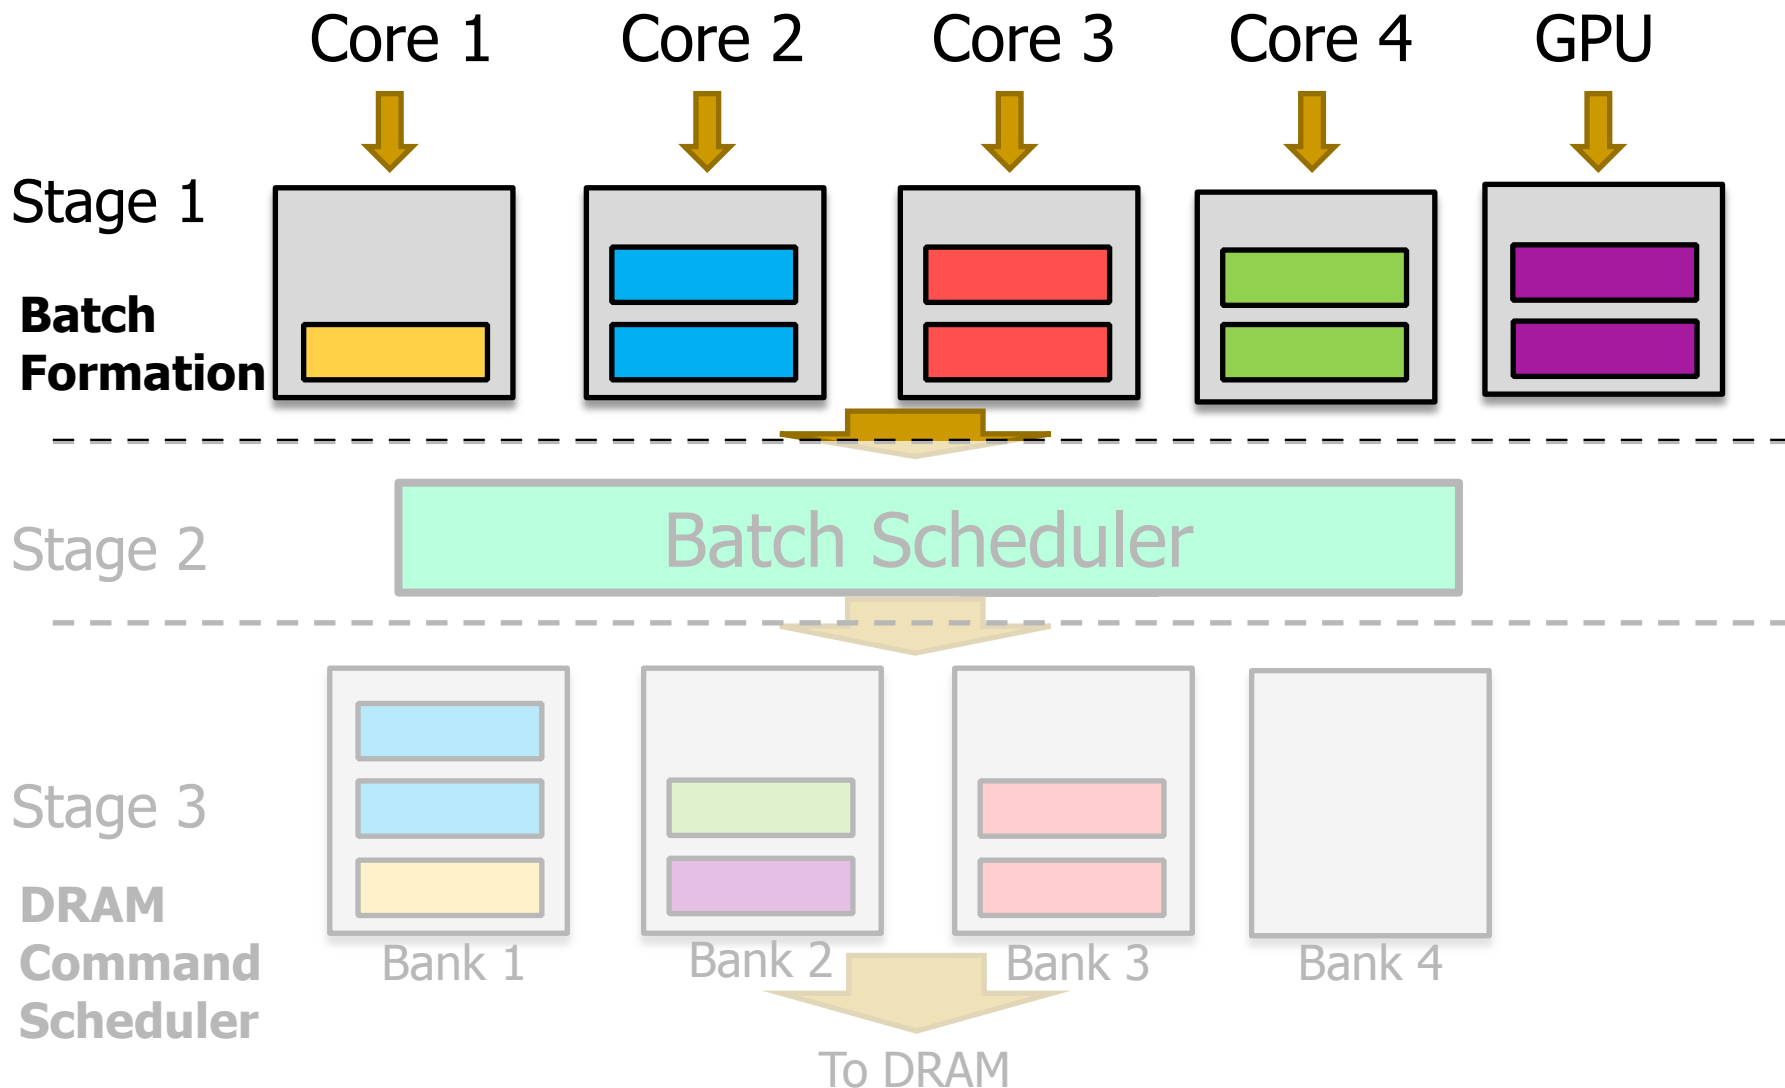 Core 1 Core 2 Core 3 Core 4 GPU
Stage 1
Batch
Formation
Stage 2
Batch Scheduler
Stage 3
DRAM
Command
Scheduler
Bank 1 Bank 2 Bank 3 Bank 4
To DRAM